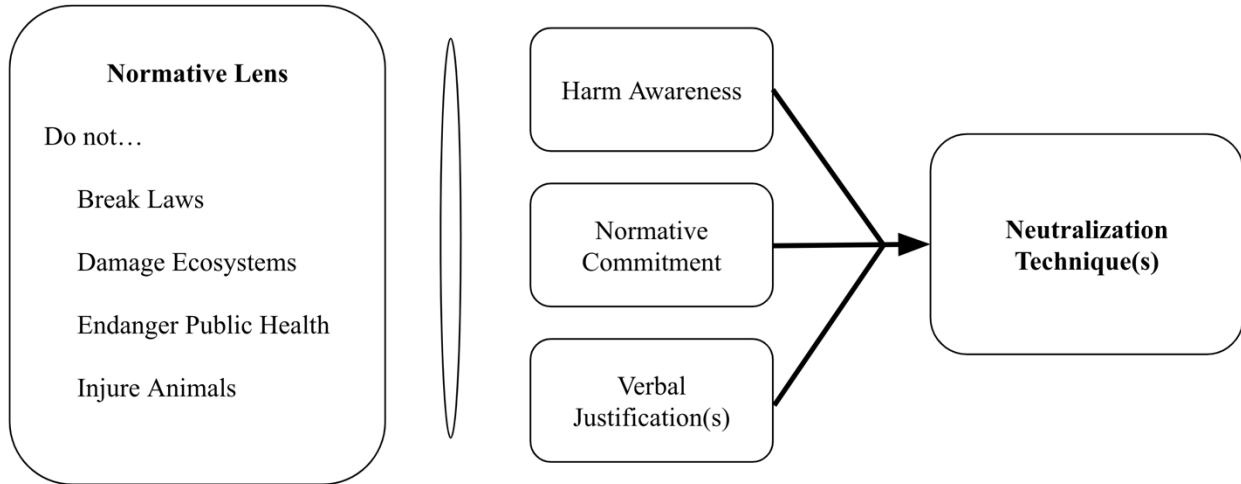 Normative Lens
Do not…
Break Laws
Damage Ecosystems
Endanger Public Health
Injure Animals
Harm Awareness
Normative
Commitment
Verbal
Justification(s)
Neutralization
Technique(s)